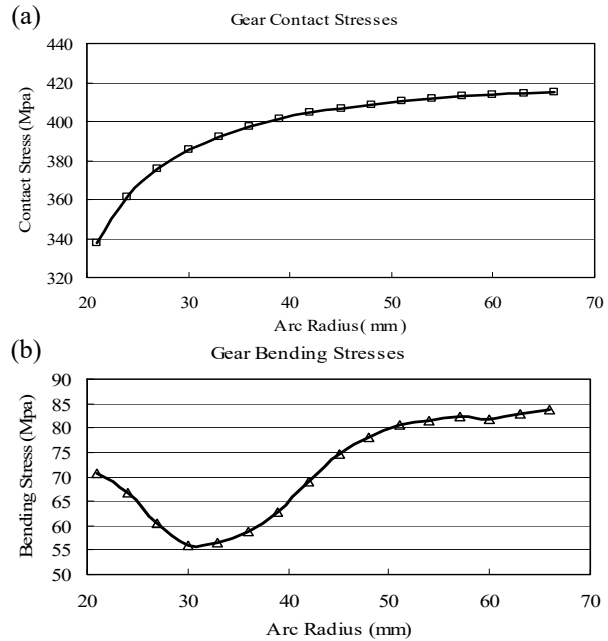 (a)
Gear Contact Stresses
Contact Stress (Mpa)
440
420
400
380
360
340
320
20 30 40 50 60 70
Arc Radius( mm )
(b)
Gear Bending Stresses
Bending Stress (Mpa)
90
85
80
75
70
65
60
55
50
20 30 40 50 60 70
Arc Radius (mm)